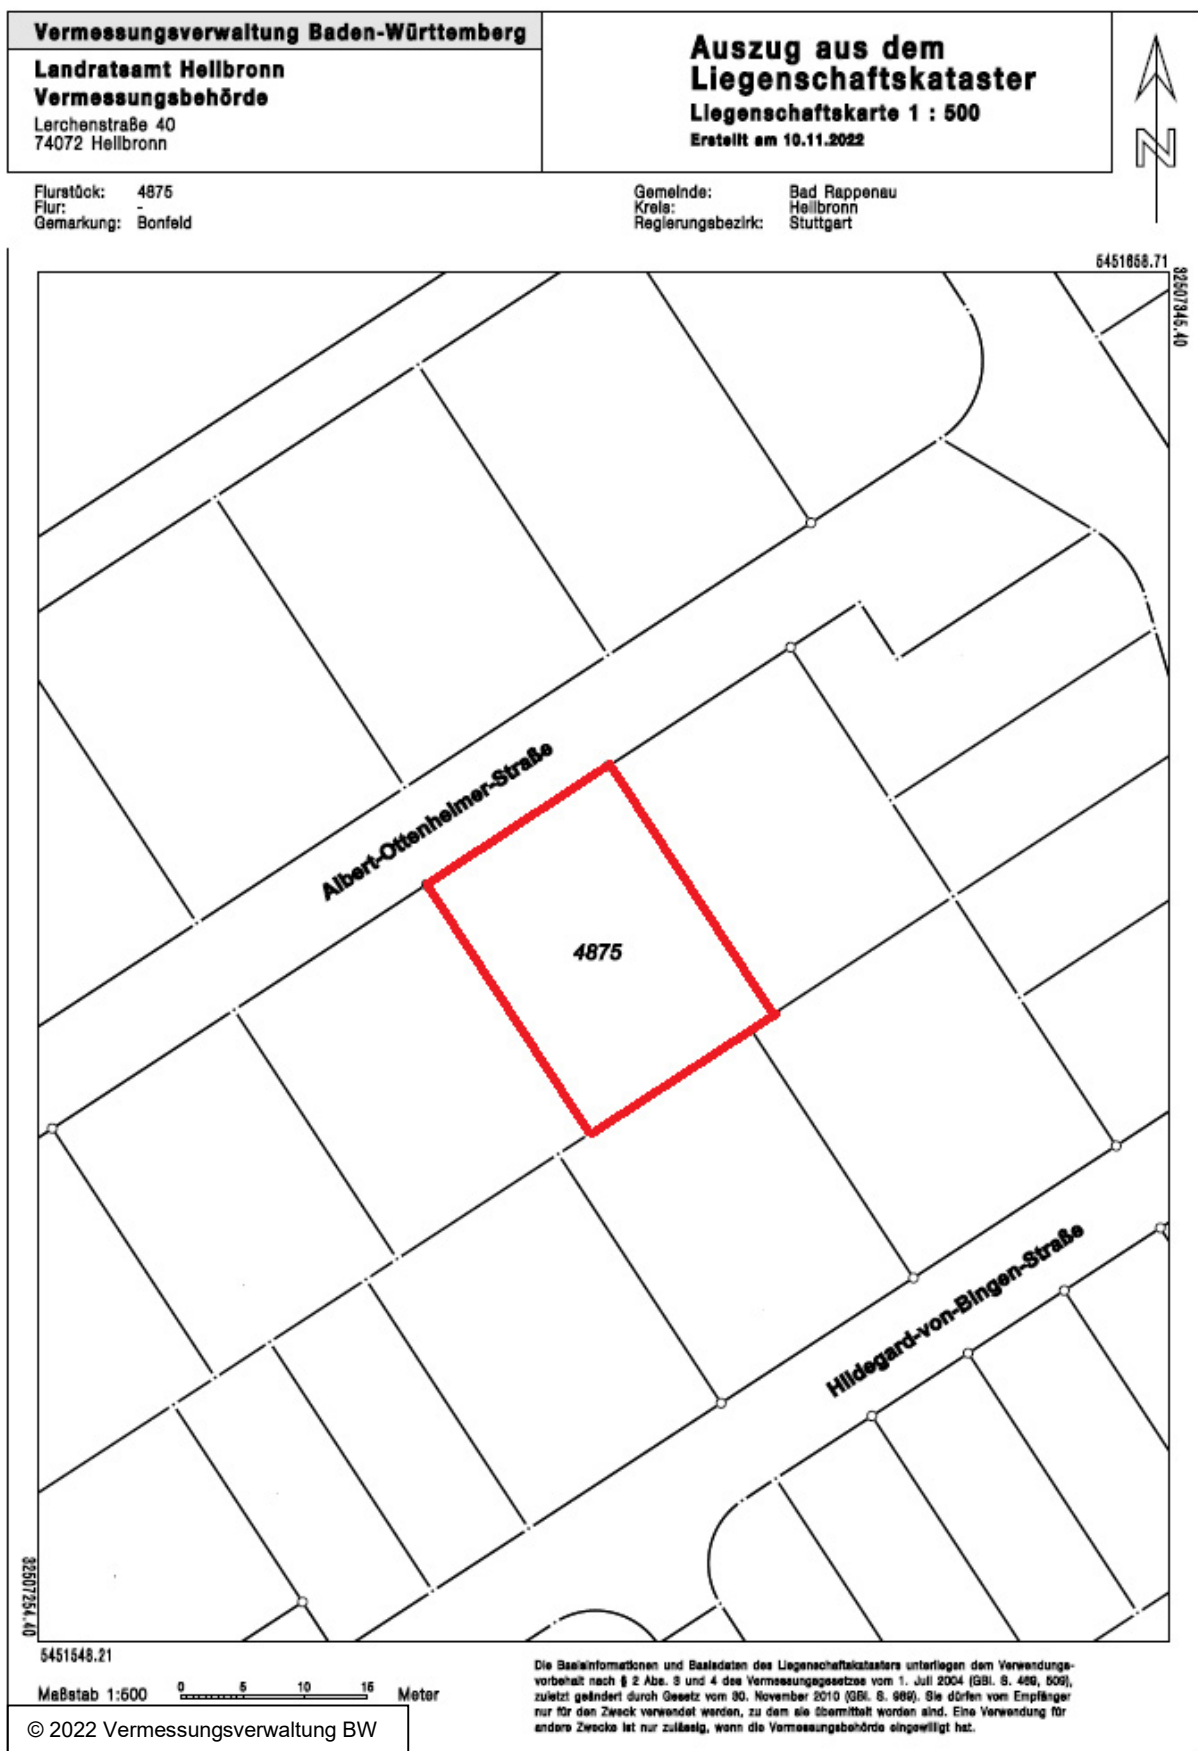 Vermessungsverwaltung Baden-Württemberg
Landratsamt Heilbronn
Vermessungsbehörde
Lerchenstraße 40
74072 Heilbronn
Auszug aus dem
Liegenschaftskataster
Liegenschaftskarte 1 : 500
Erstellt am 10.11.2022
N
Flurstück: 4875
Flur: -
Gemarkung: Bonfeld
Gemeinde: Bad Rappenau
Kreis: Heilbronn
Regierungsbezirk: Stuttgart
5451658.71
32507345.40
Albert-Ottenheimer-Straße
4875
Hildegard-von-Bingen-Straße
32507254.40
5451548.21
Maßstab 1:500 0 5 10 15 Meter
Die Basisinformationen und Basisdaten des Liegenschaftskatasters unterliegen dem Verwendungs-
vorbehalt nach § 2 Abs. 3 und 4 des Vermessungsgesetzes vom 1. Juli 2004 (GBl. S. 469, 509),
zuletzt geändert durch Gesetz vom 30. November 2010 (GBl. S. 989). Sie dürfen vom Empfänger
nur für den Zweck verwendet werden, zu dem sie übermittelt worden sind. Eine Verwendung für
andere Zwecke ist nur zulässig, wenn die Vermessungsbehörde eingewilligt hat.
© 2022 Vermessungsverwaltung BW